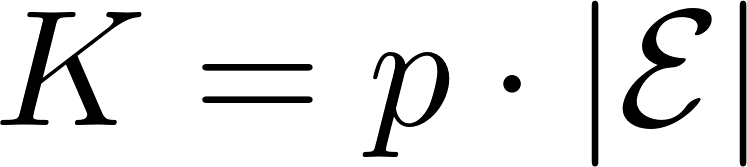 K = p · |ℰ|